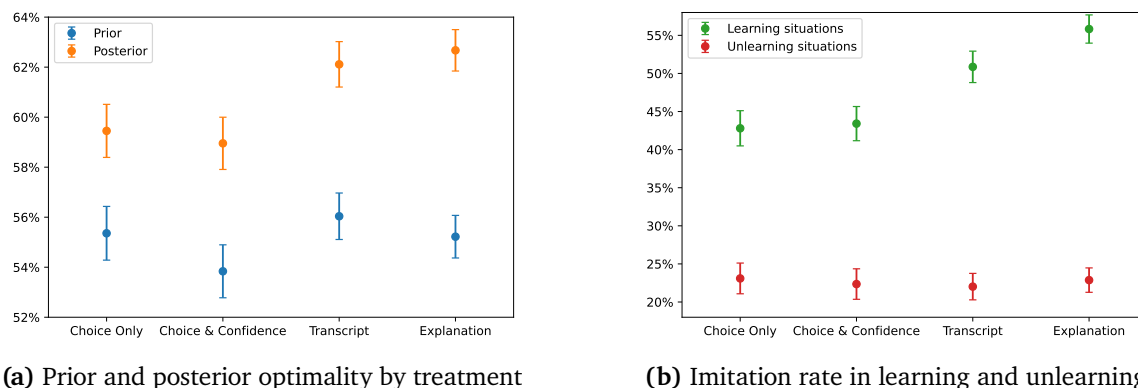 64%
62%
60%
58%
56%
54%
52%
Prior
Posterior
Choice Only Choice & Confidence Transcript Explanation
(a) Prior and posterior optimality by treatment
55%
50%
45%
40%
35%
30%
25%
20%
Learning situations
Unlearning situations
Choice Only Choice & Confidence Transcript Explanation
(b) Imitation rate in learning and unlearning